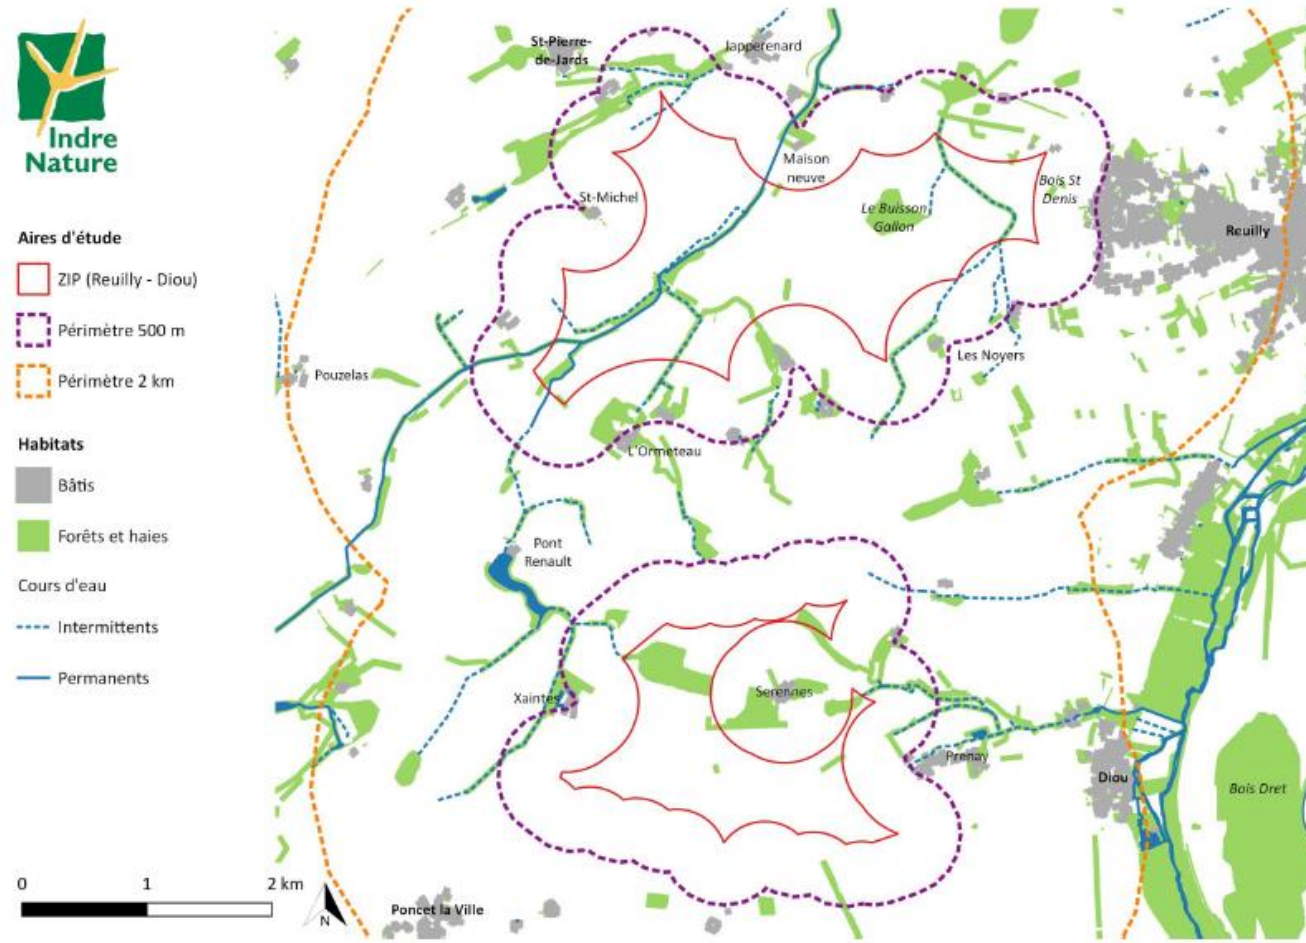 Indre
Nature
Aires d'étude
ZIP (Reuilly - Diou)
Périmètre 500 m
Périmètre 2 km
Habitats
Bâtis
Forêts et haies
Cours d'eau
Intermittents
Permanents
0 1 2 km
N
St-Pierre-
de-Jards
Japperenard
Maison
neuve
St-Michel
Le Buisson
Gallon
Bois St
Denis
Reuilly
Pouzelas
Les Noyers
L'Ormeteau
Pont
Renault
Xaintes
Serennes
Prenay
Diou
Bois Dret
Poncet la Ville